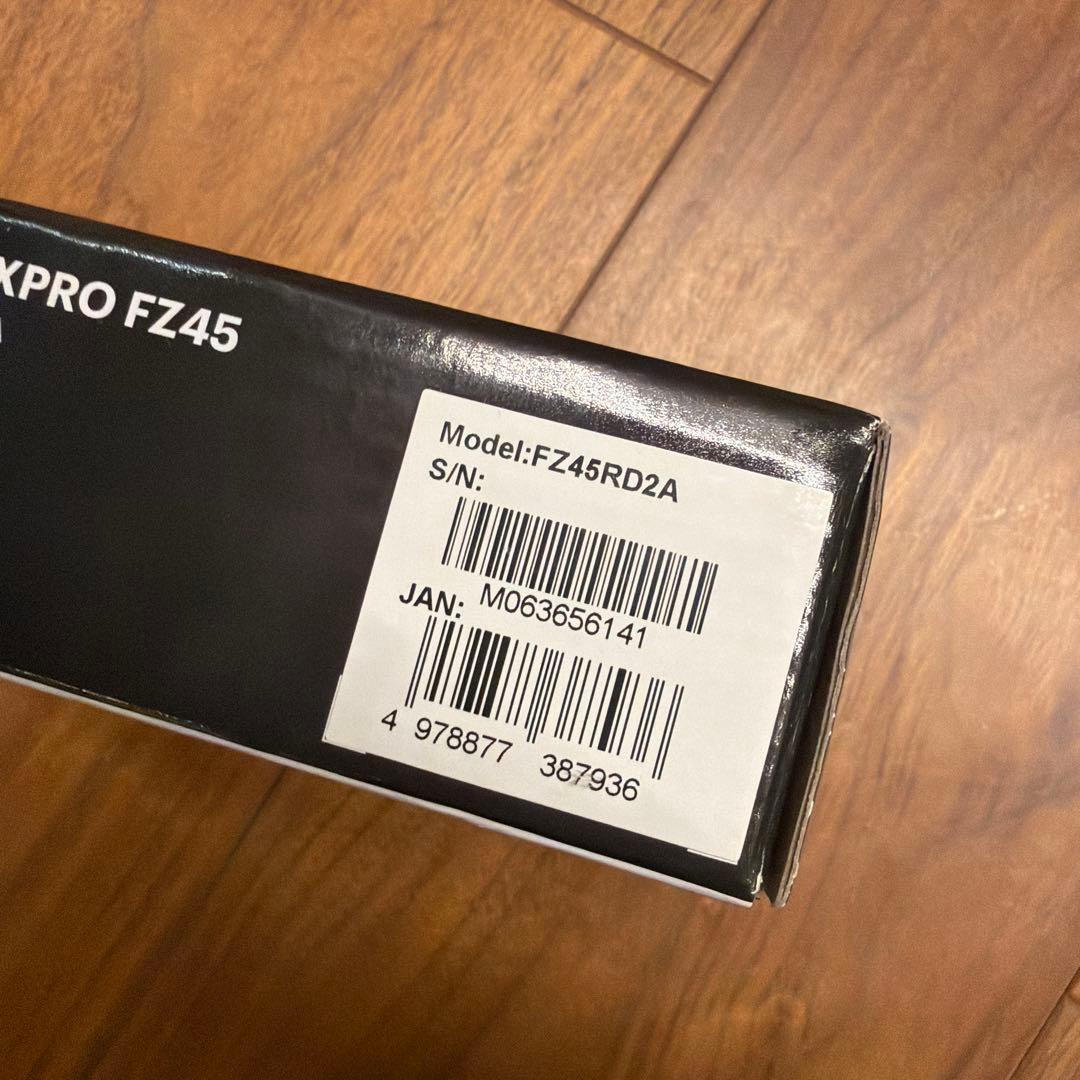 XPRO FZ45
Model:FZ45RD2A
S/N:
M063656141
JAN:
4 978877 387936